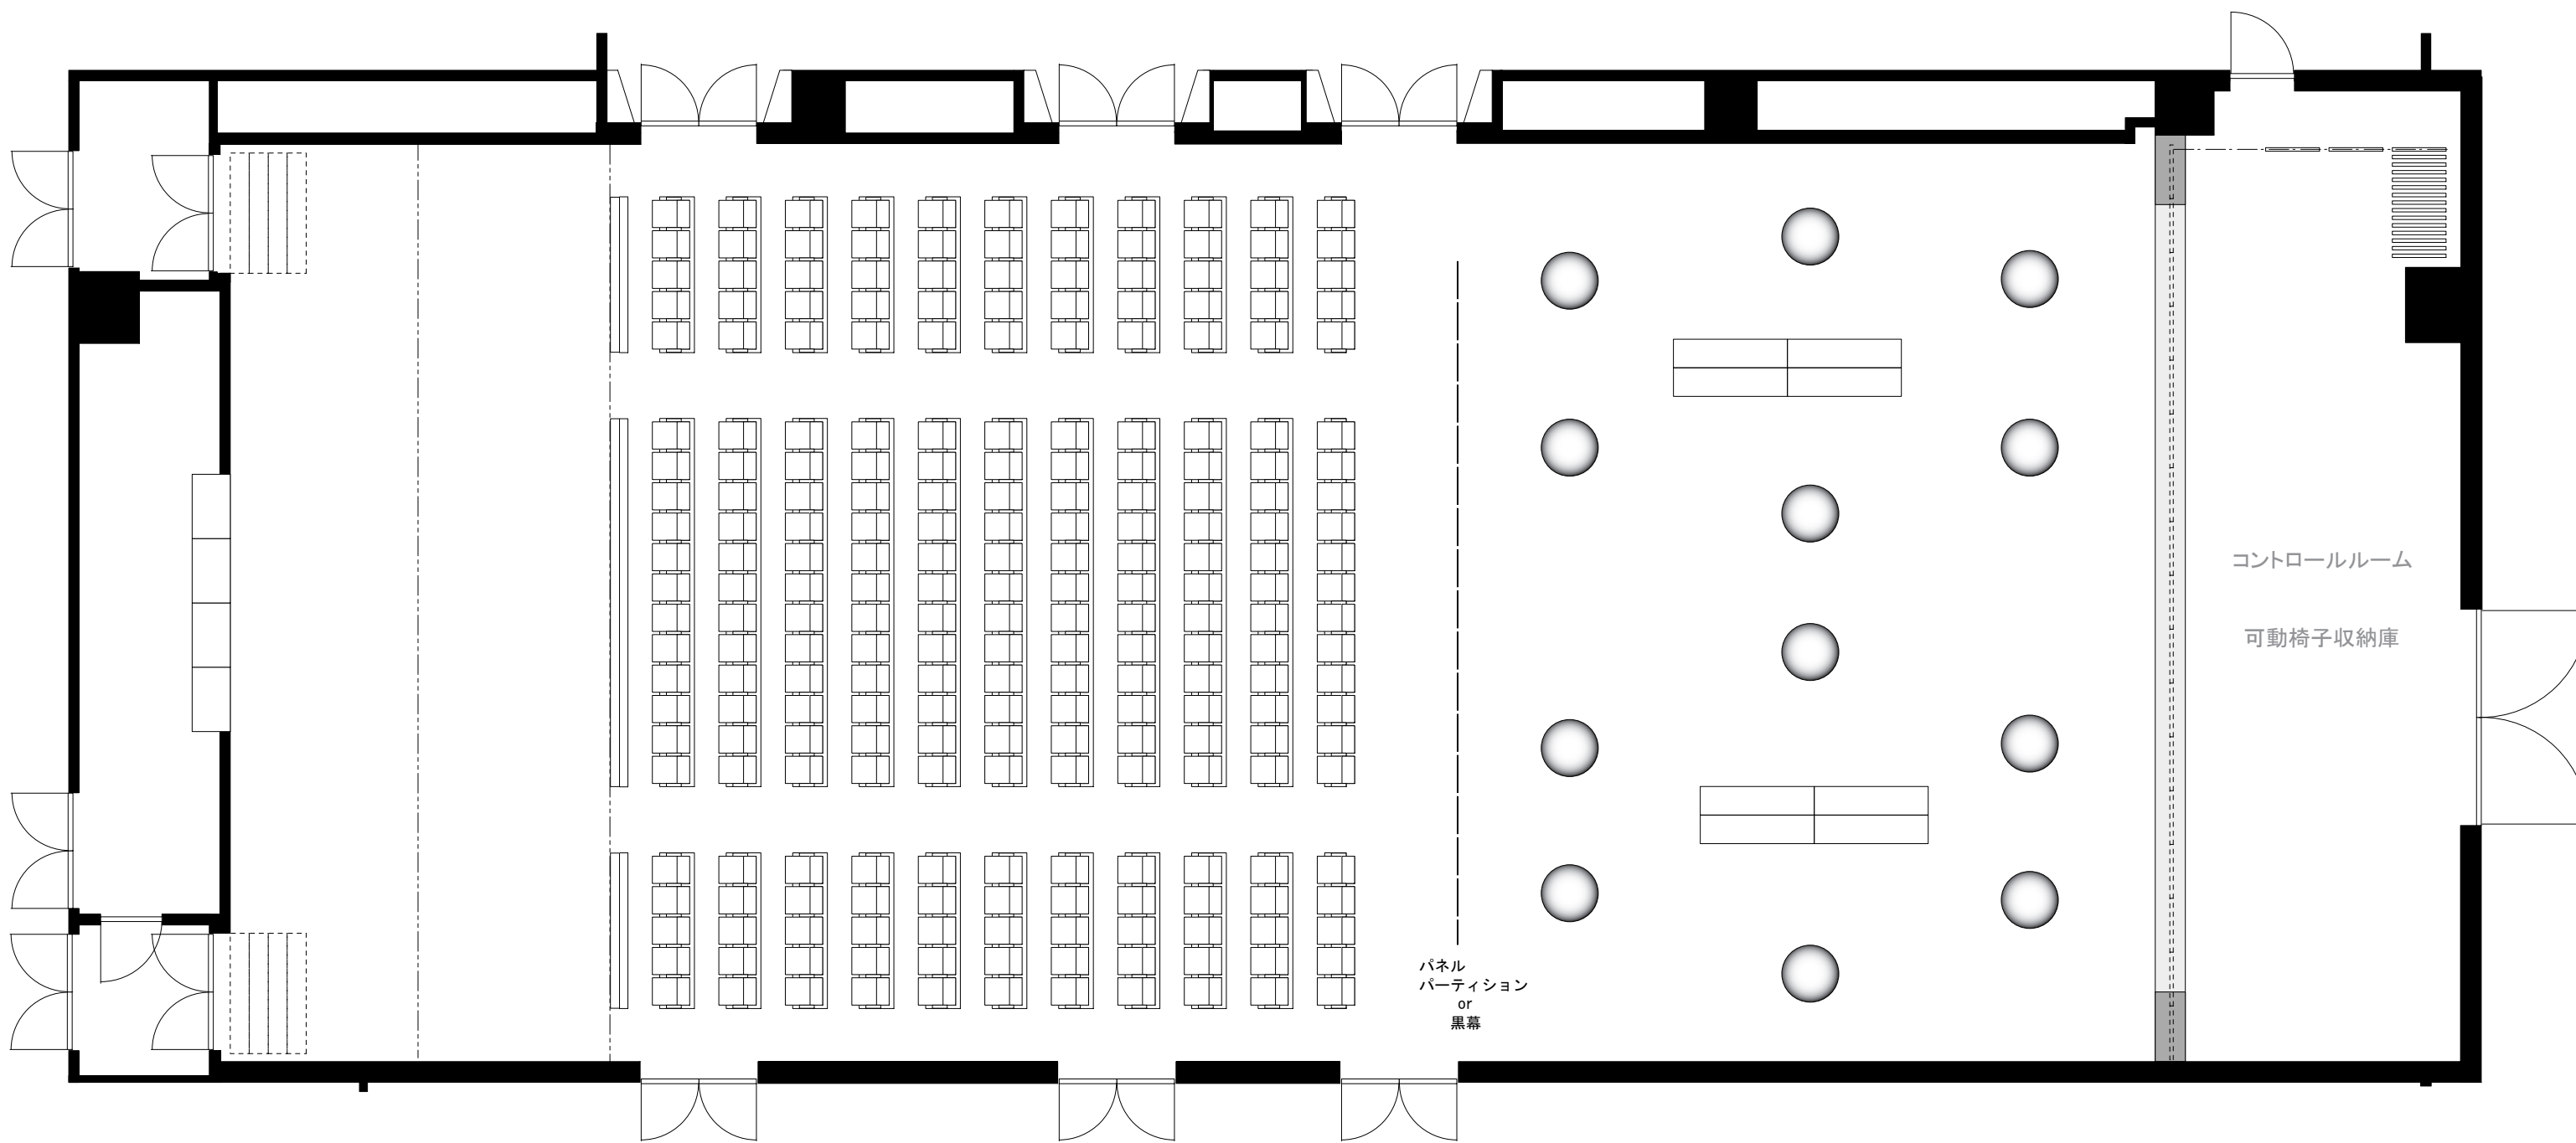 コントロールルーム
可動椅子収納庫
パネル
パーティション
or
黒幕